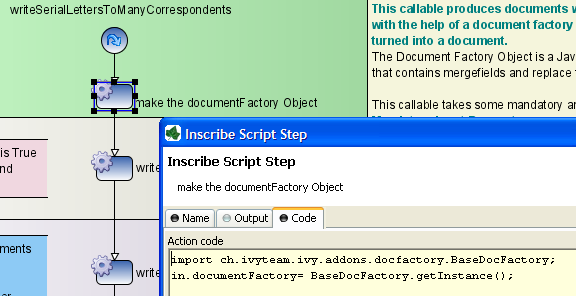 writeSerialLettersToManyCorrespondents
make the documentFactory Object
is True
nd
write
write
ments
write
This callable produces documents
with the help of a document factory
turned into a document.
The Document Factory Object is a Jav
that contains mergefields and replace
This callable takes some mandatory an
Inscribe Script Step
Inscribe Script Step
make the documentFactory Object
Name
Output
Code
Action code
import ch.ivyteam.ivy.addons.docfactory.BaseDocFactory;
in.documentFactory= BaseDocFactory.getInstance();